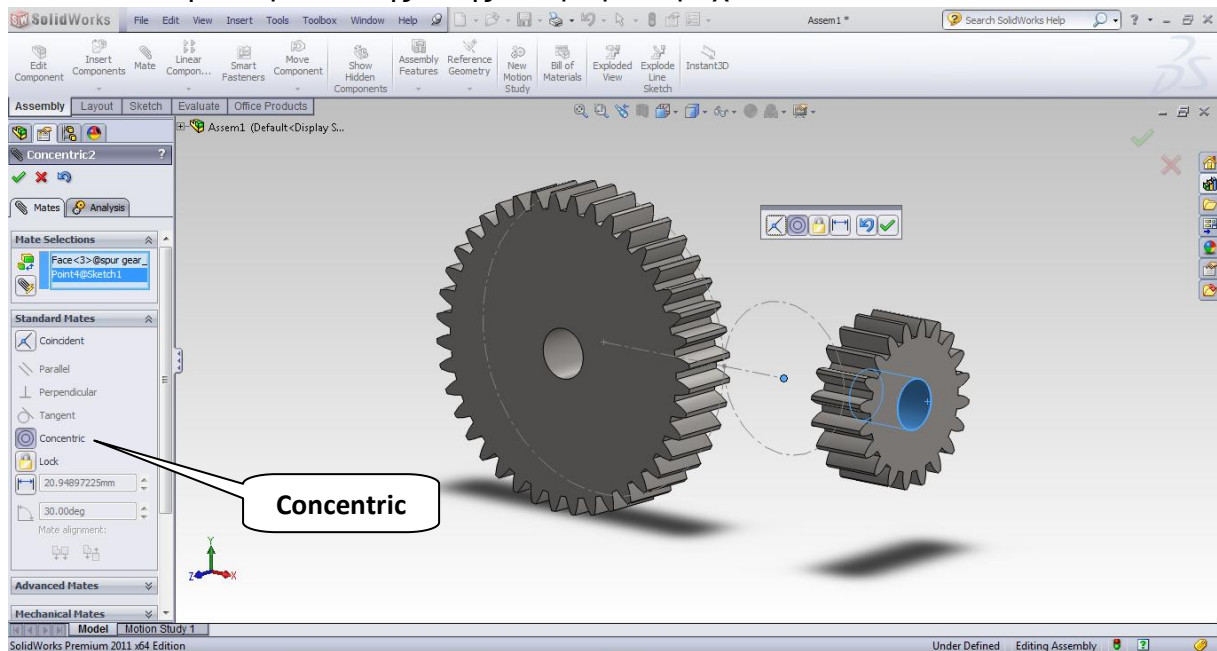 SolidWorks File Edit View Insert Tools Toolbox Window Help Assem1 * Search SolidWorks Help ?
Edit Component
Insert Components
Mate
Linear Compon...
Smart Fasteners
Move Component
Show Hidden Components
Assembly Features
Reference Geometry
New Motion Study
Bill of Materials
Exploded View
Explode Line Sketch
Instant3D
Assembly Layout Sketch Evaluate Office Products
Assem1 (Default<Display S...
Concentric2 ?
Mates Analysis
Mate Selections
Face<3>@spur gear_
Point4@Sketch1
Standard Mates
Coincident
Parallel
Perpendicular
Tangent
Concentric
Lock
20.94897225mm
30.00deg
Mate alignment:
Advanced Mates
Mechanical Mates
Concentric
Y
Z X
Model Motion Study 1
SolidWorks Premium 2011 x64 Edition Under Defined Editing Assembly ?